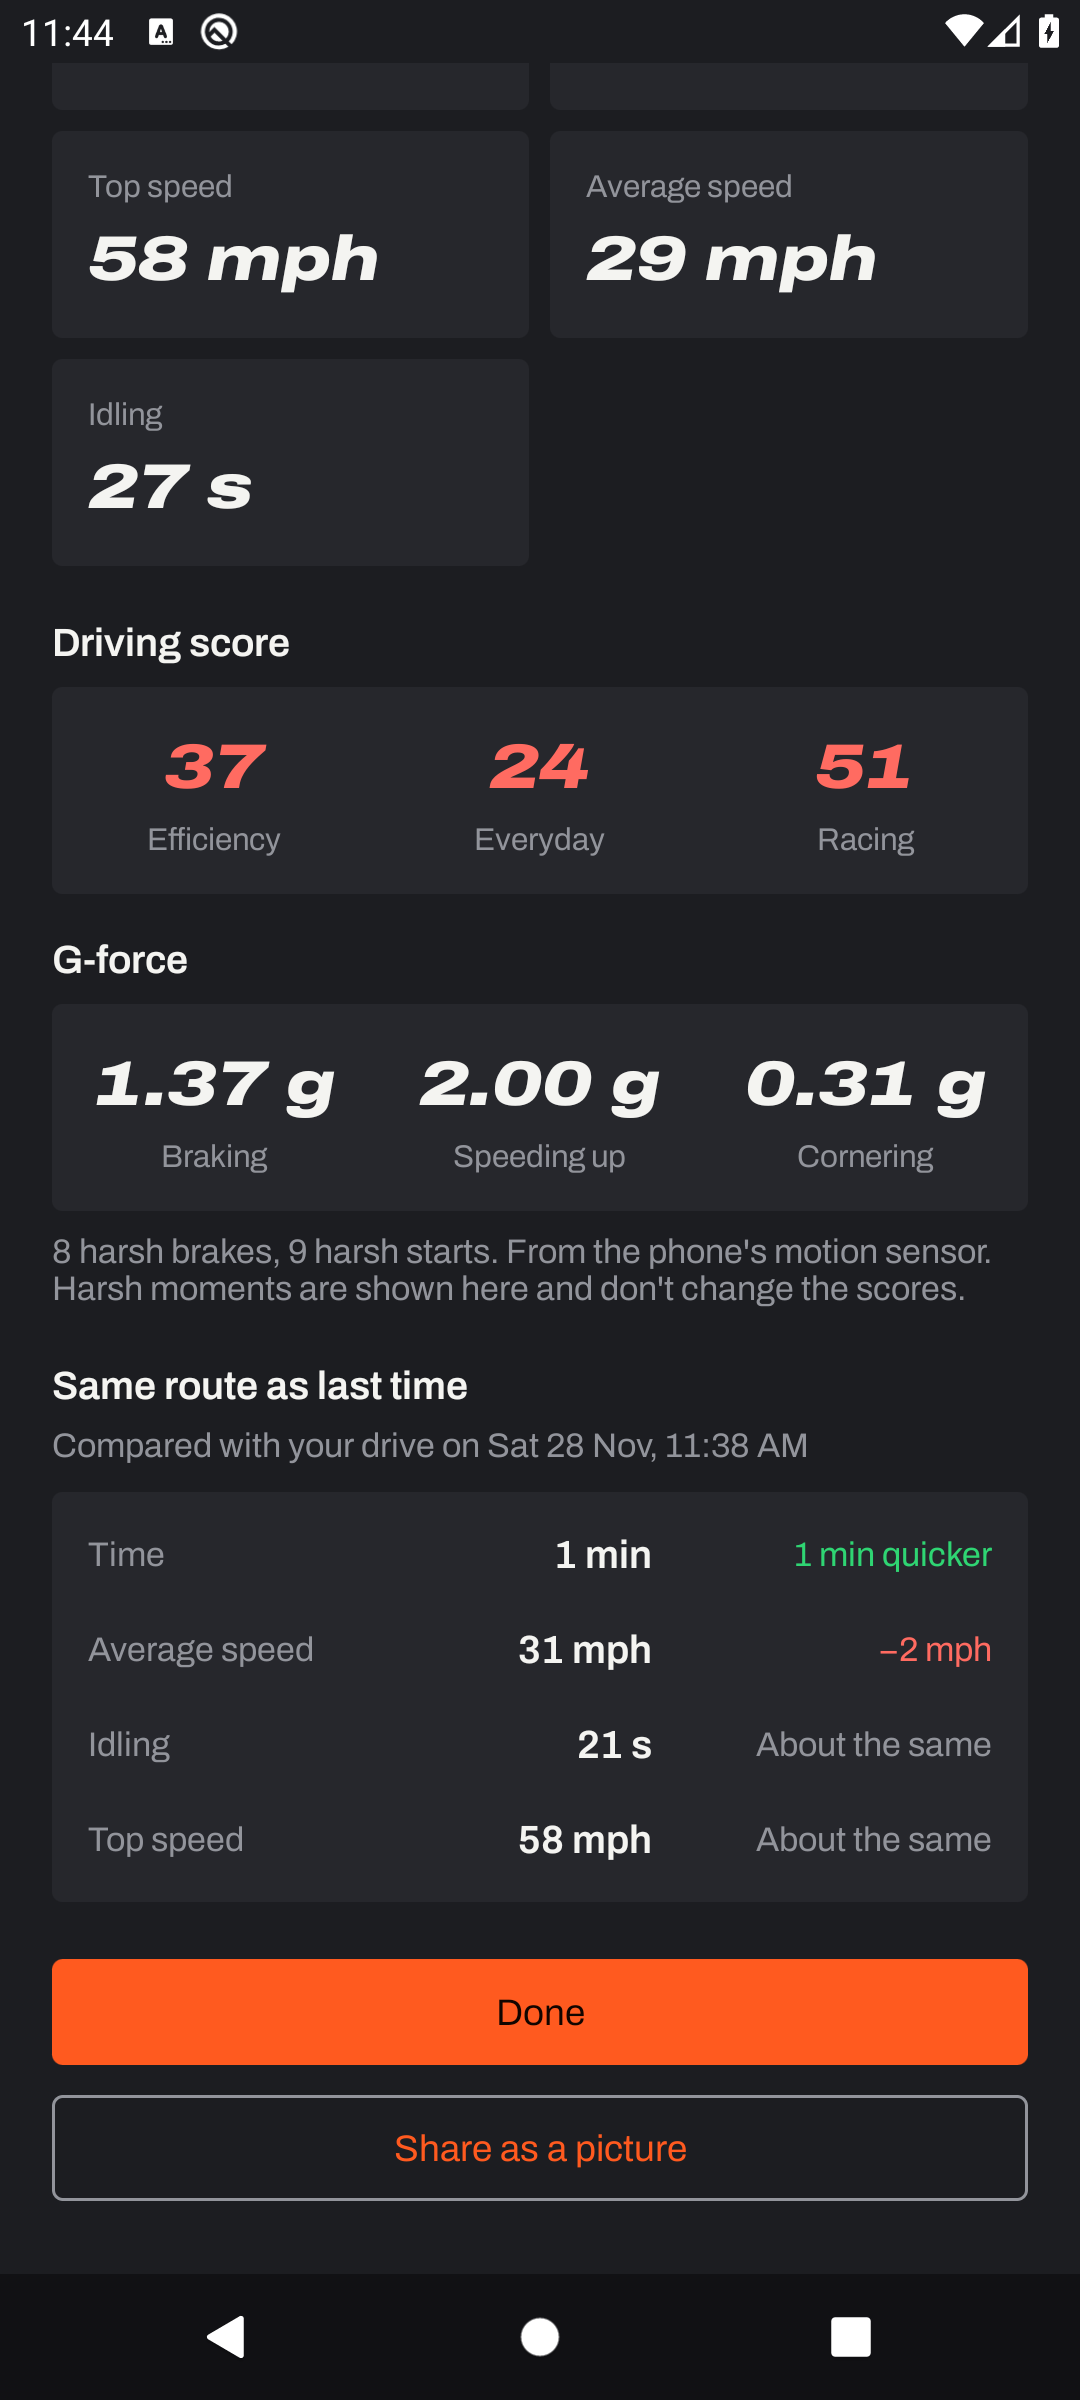 11:44
Top speed
Average speed
58 mph
29 mph
Idling
27 s
Driving score
37
24
51
Efficiency
Everyday
Racing
G-force
1.37 g
2.00 g
0.31 g
Braking
Speeding up
Cornering
8 harsh brakes, 9 harsh starts. From the phone's motion sensor.
Harsh moments are shown here and don't change the scores.
Same route as last time
Compared with your drive on Sat 28 Nov, 11:38 AM
Time 1 min 1 min quicker
Average speed 31 mph –2 mph
Idling 21 s About the same
Top speed 58 mph About the same
Done
Share as a picture